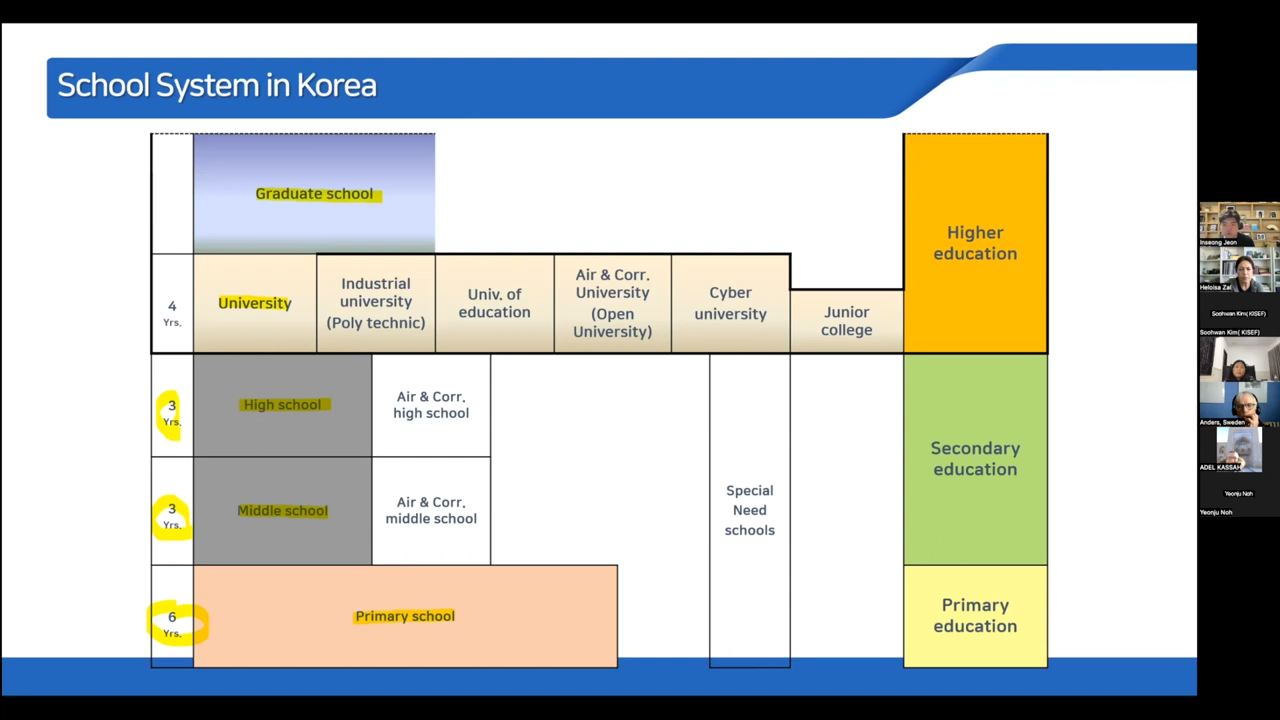 School System in Korea
Graduate school
Higher
education
4
Yrs.
University
Industrial
university
(Poly technic)
Univ. of
education
Air & Corr.
University
(Open
University)
Cyber
university
Junior
college
3
Yrs.
High school
Air & Corr.
high school
Secondary
education
3
Yrs.
Middle school
Air & Corr.
middle school
Special
Need
schools
6
Yrs.
Primary school
Primary
education
Inseong Jeon
Heloisa Zal
Soohwan Kim( KISEF)
Soohwan Kim( KISEF)
Anders, Sweden
ADEL KASSAH
Yeonju Noh
Yeonju Noh